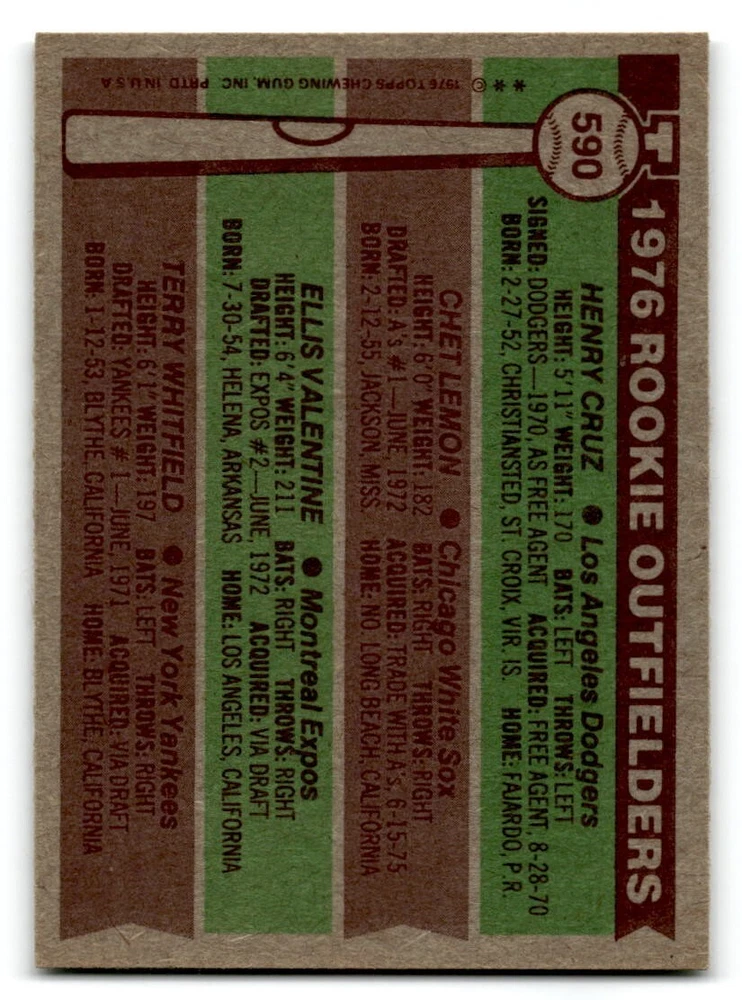 590
1976 ROOKIE OUTFIELDERS
HENRY CRUZ ● Los Angeles Dodgers
HEIGHT: 5'11" WEIGHT: 170 BATS: LEFT THROWS: LEFT
SIGNED: DODGERS—1970, AS FREE AGENT ACQUIRED: FREE AGENT, 8-28-70
BORN: 2-27-52, CHRISTIANSTED, ST. CROIX, VIR. IS HOME: FAJARDO, P.R.
CHET LEMON ● Chicago White Sox
HEIGHT: 6'0" WEIGHT: 182 BATS: RIGHT THROWS: RIGHT
DRAFTED: A's #1—JUNE, 1972 ACQUIRED: TRADE WITH A's, 6-15-75
BORN: 2-12-55, JACKSON, MISS HOME: NO. LONG BEACH, CALIFORNIA
ELLIS VALENTINE ● Montreal Expos
HEIGHT: 6'4" WEIGHT: 211 BATS: RIGHT THROWS: RIGHT
DRAFTED: EXPOS #2—JUNE, 1972 ACQUIRED: VIA DRAFT
BORN: 7-30-54, HELENA, ARKANSAS HOME: LOS ANGELES, CALIFORNIA
TERRY WHITFIELD ● New York Yankees
HEIGHT: 6'1" WEIGHT: 197 BATS: LEFT THROWS: RIGHT
DRAFTED: YANKEES #1—JUNE, 1971 ACQUIRED: VIA DRAFT
BORN: 1-12-53, BLYTHE, CALIFORNIA HOME: BLYTHE, CALIFORNIA
** © 1976 TOPPS CHEWING GUM, INC. PRTD. IN U.S.A.